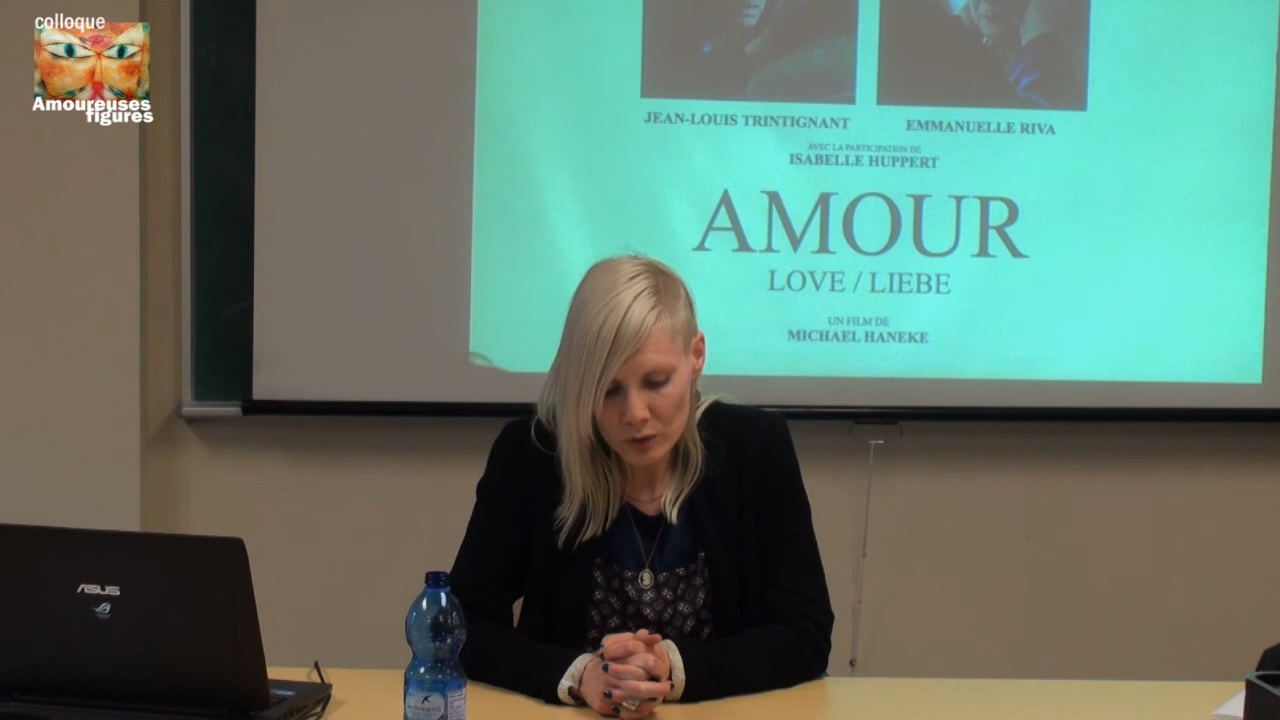 colloque
Amoureuses
figures
JEAN-LOUIS TRINTIGNANT
EMMANUELLE RIVA
AVEC LA PARTICIPATION DE
ISABELLE HUPPERT
AMOUR
LOVE / LIEBE
UN FILM DE
MICHAEL HANEKE
ASUS